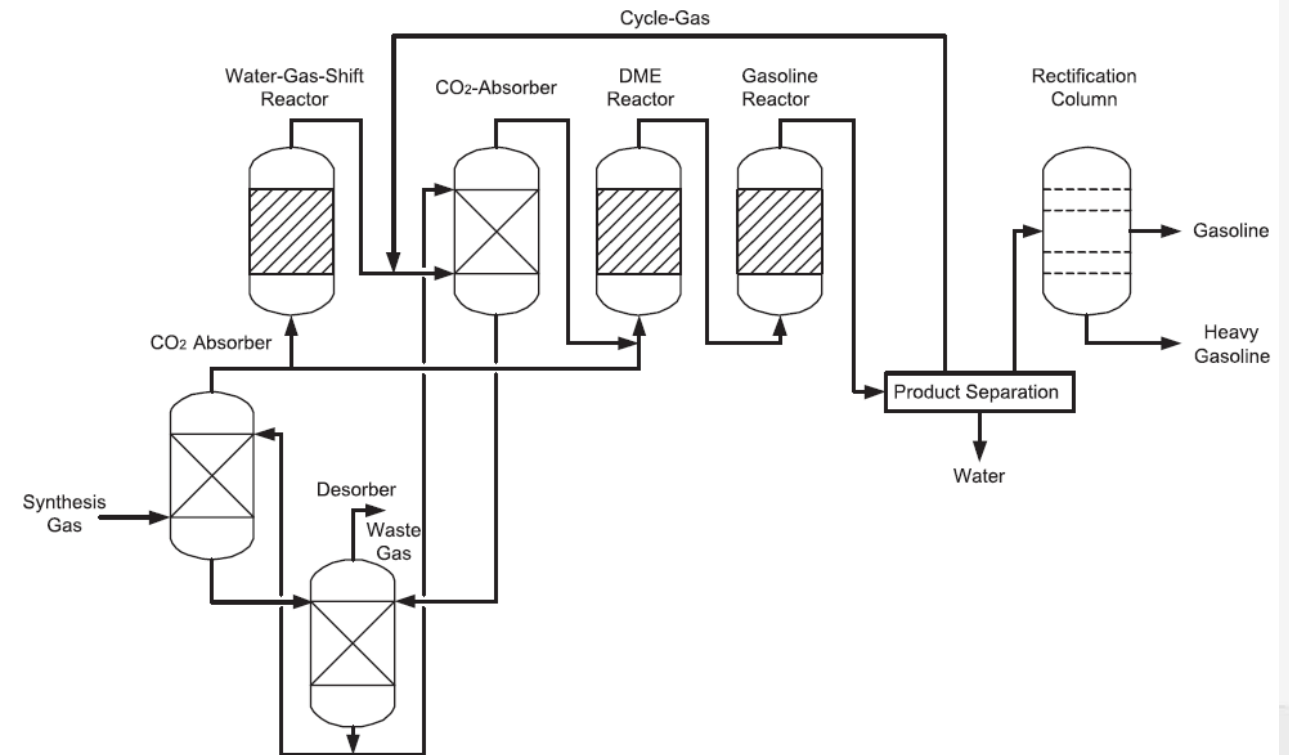 Cycle-Gas
Water-Gas-Shift
Reactor
CO2-Absorber
DME
Reactor
Gasoline
Reactor
Rectification
Column
Gasoline
CO2 Absorber
Heavy
Gasoline
Product Separation
Water
Synthesis
Gas
Desorber
Waste
Gas